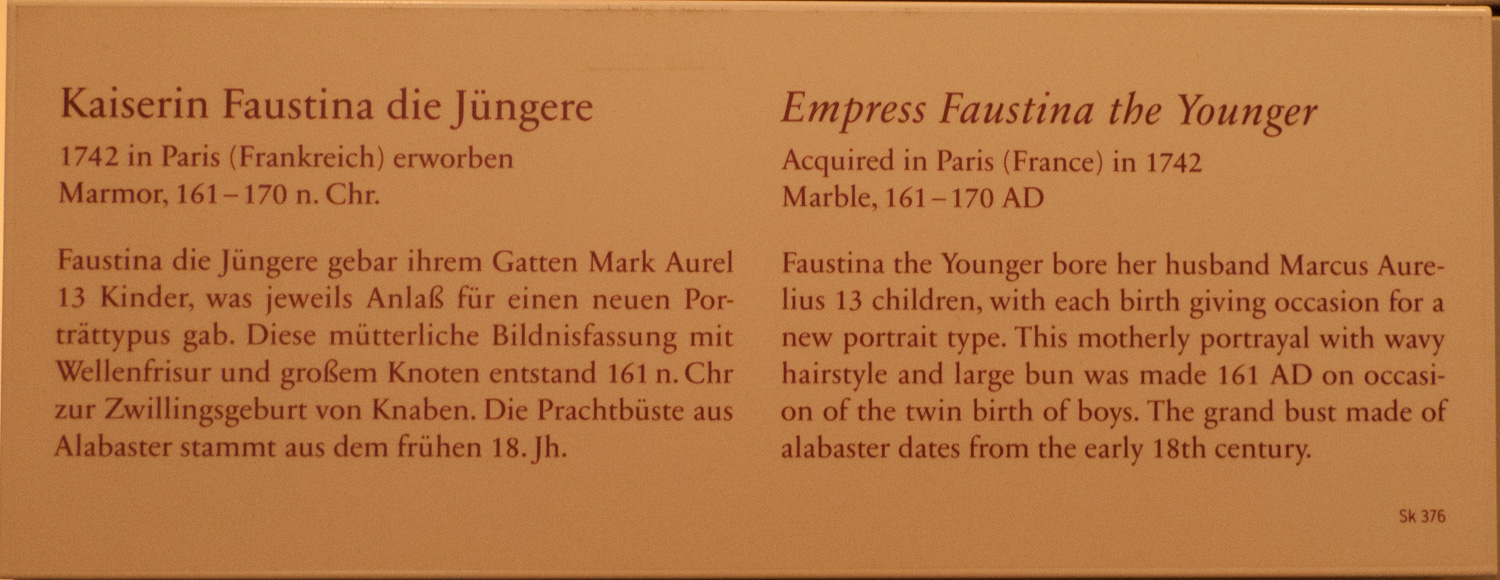 Kaiserin Faustina die Jüngere
1742 in Paris (Frankreich) erworben
Marmor, 161–170 n. Chr.
Faustina die Jüngere gebar ihrem Gatten Mark Aurel
13 Kinder, was jeweils Anlaß für einen neuen Por-
trättypus gab. Diese mütterliche Bildnisfassung mit
Wellenfrisur und großem Knoten entstand 161 n. Chr
zur Zwillingsgeburt von Knaben. Die Prachtbüste aus
Alabaster stammt aus dem frühen 18. Jh.
Empress Faustina the Younger
Acquired in Paris (France) in 1742
Marble, 161–170 AD
Faustina the Younger bore her husband Marcus Aure-
lius 13 children, with each birth giving occasion for a
new portrait type. This motherly portrayal with wavy
hairstyle and large bun was made 161 AD on occasi-
on of the twin birth of boys. The grand bust made of
alabaster dates from the early 18th century.
Sk 376